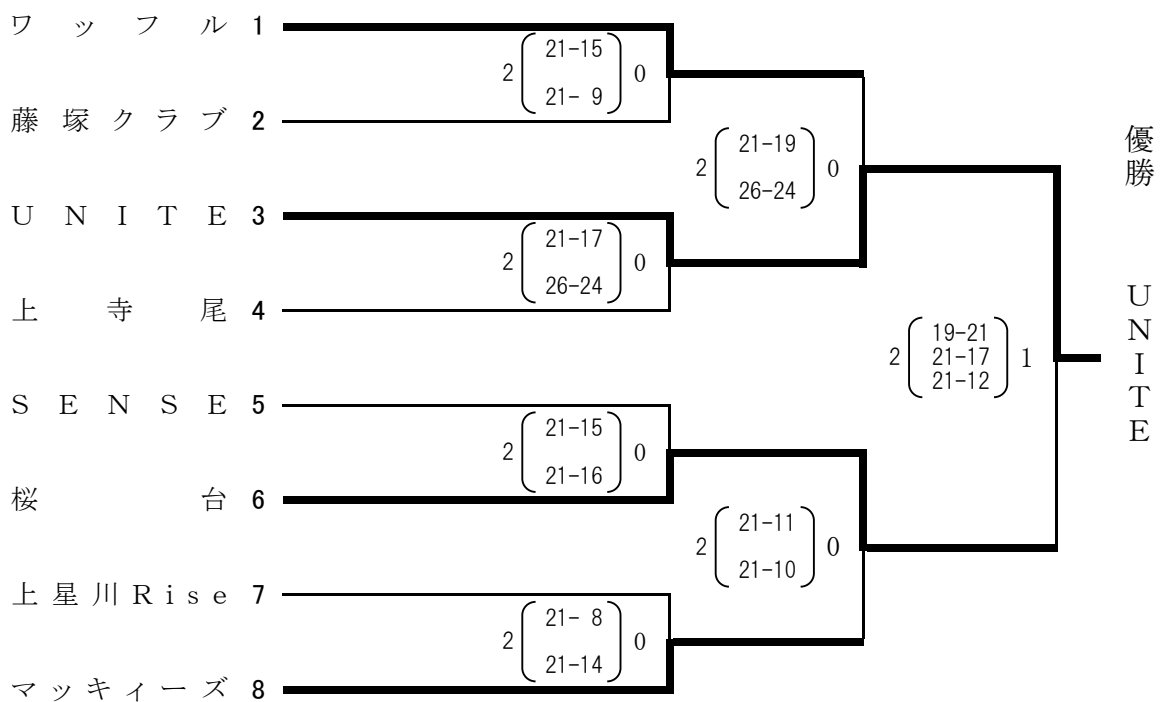 ワッフル 1
2 21-15 0
21- 9
藤塚クラブ 2
2 21-19 0
26-24
UNITE 3
2 21-17 0
26-24
上寺尾 4
2 19-21 1
21-17
21-12
SENSE 5
2 21-15 0
21-16
桜台 6
2 21-11 0
21-10
上星川Rise 7
2 21- 8 0
21-14
マッキィーズ 8
優勝 UNITE